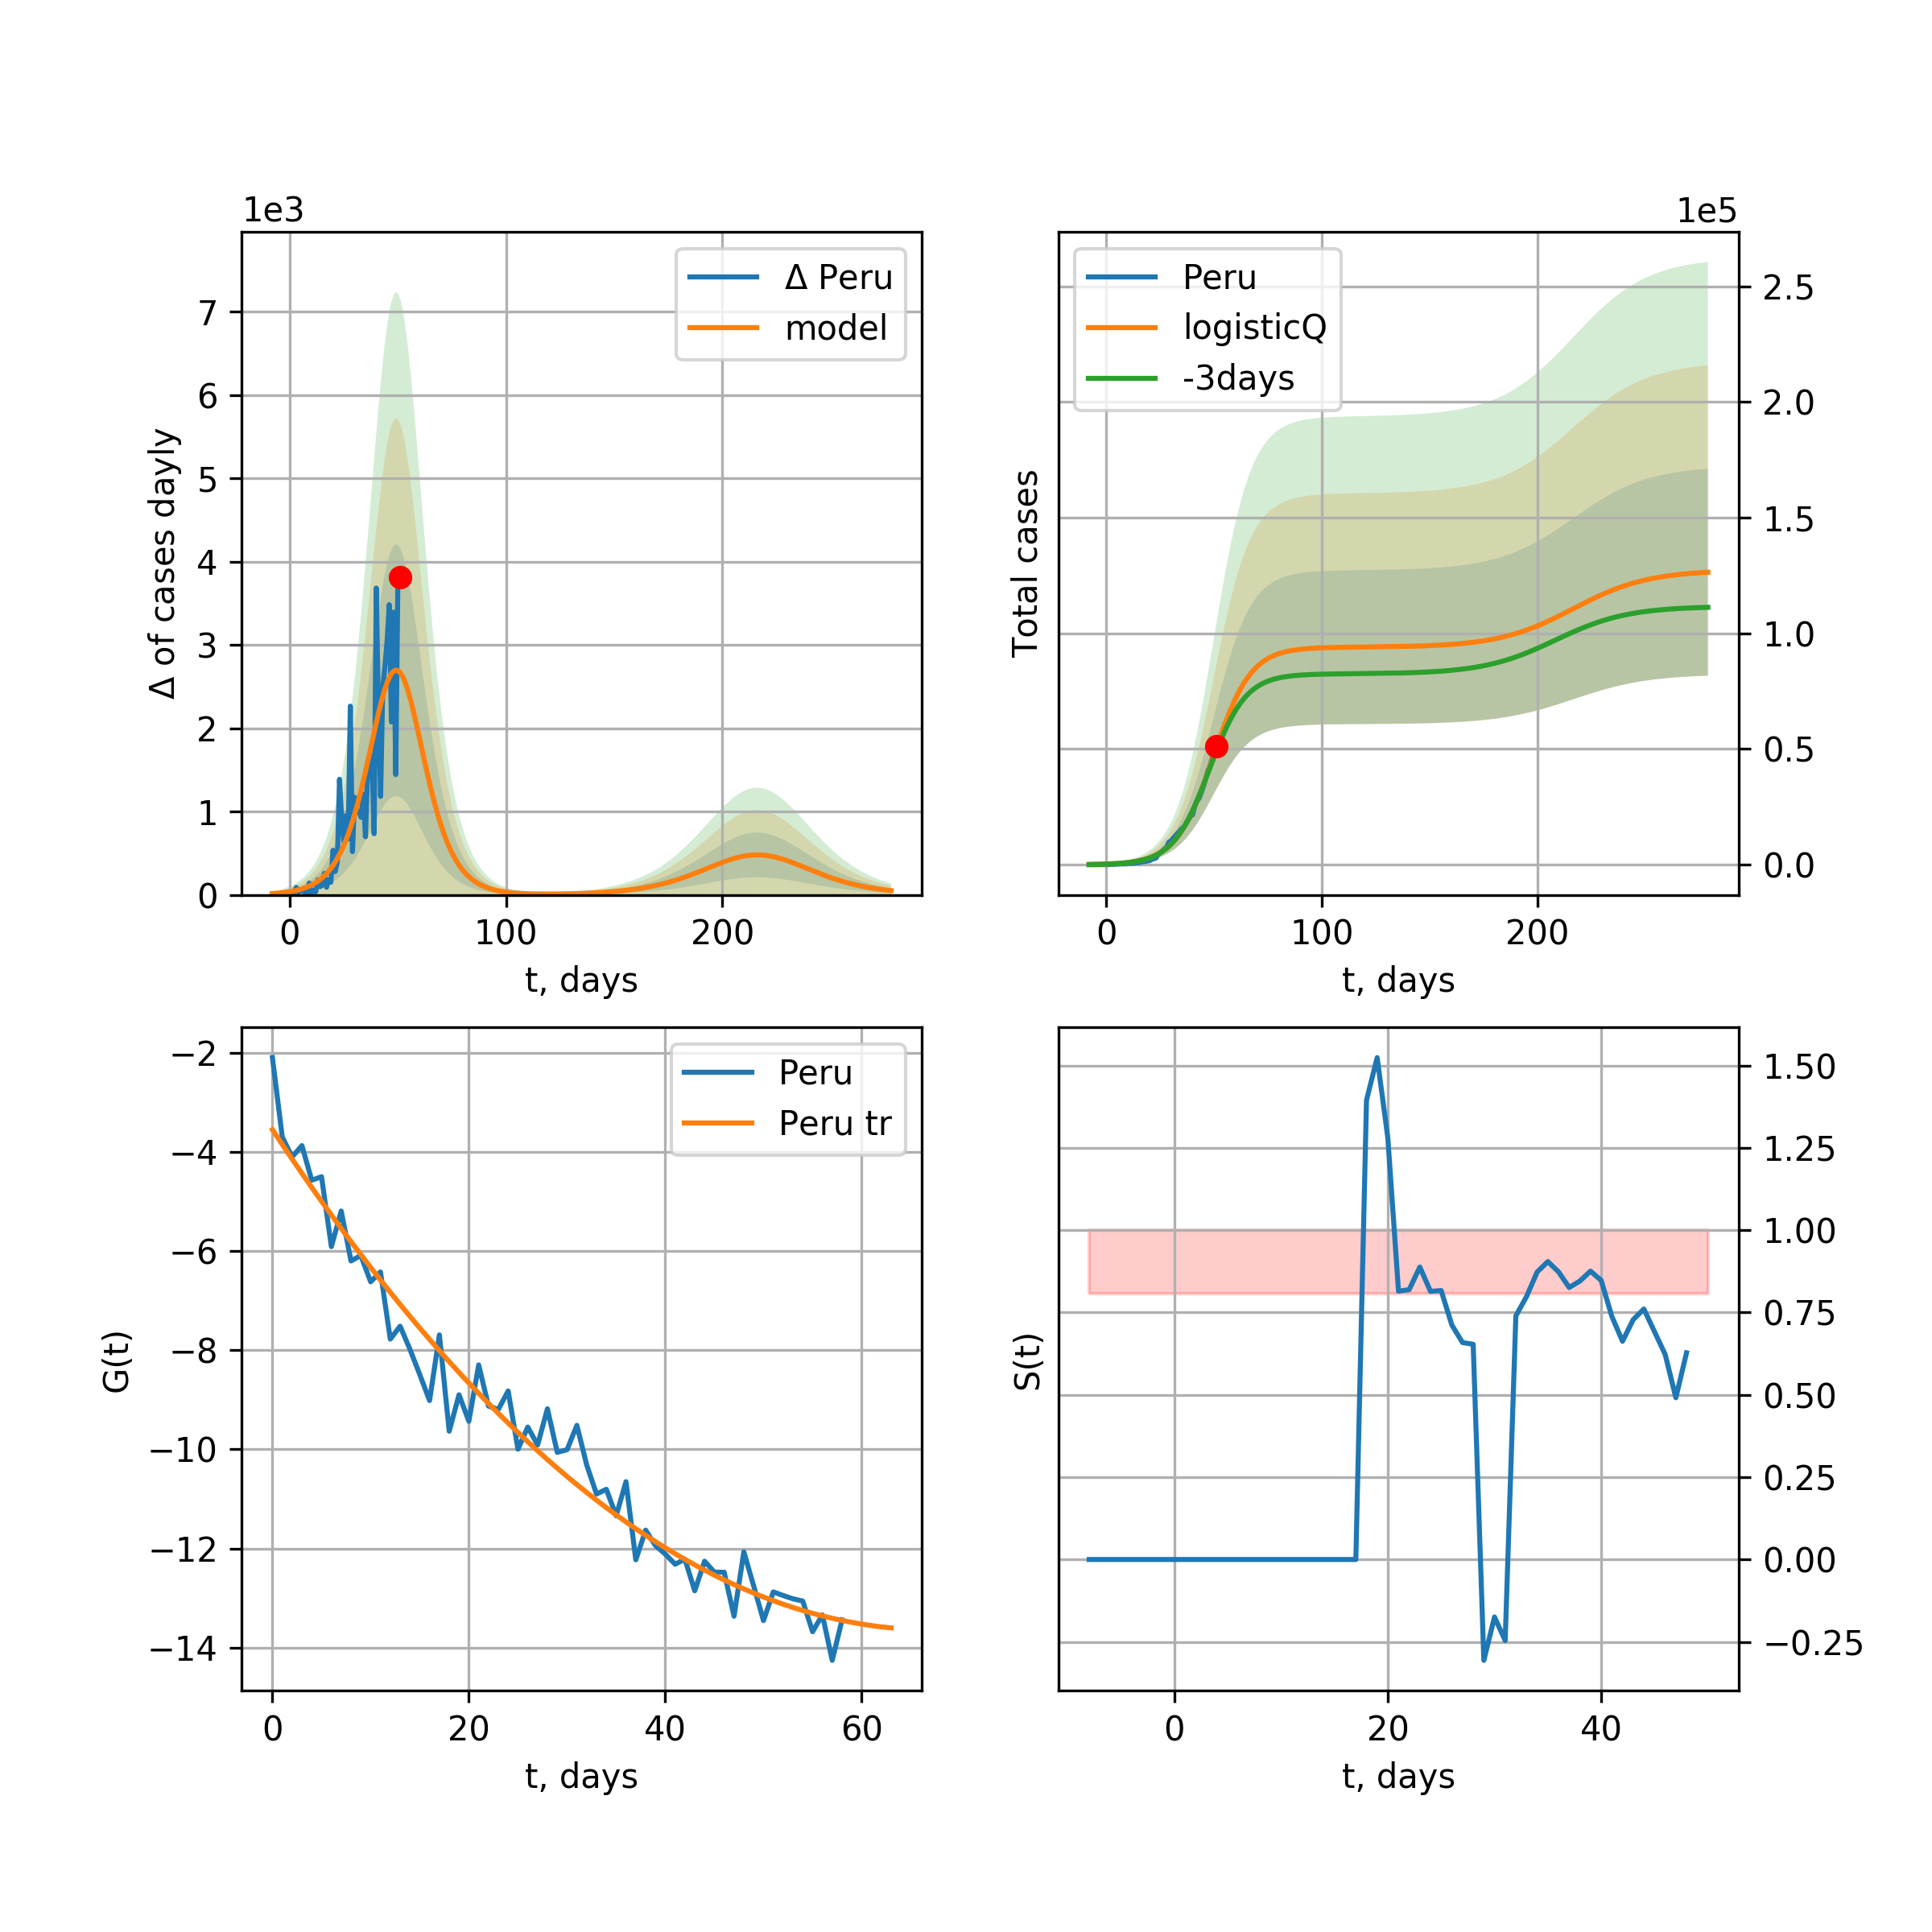 1e3
Δ Peru
model
7
6
5
4
3
2
1
0
Δ of cases dayly
0 100 200
t, days
1e5
Peru
logisticQ
-3days
2.5
2.0
1.5
1.0
0.5
0.0
Total cases
0 100 200
t, days
Peru
Peru tr
−2
−4
−6
−8
−10
−12
−14
G(t)
0 20 40 60
t, days
1.50
1.25
1.00
0.75
0.50
0.25
0.00
−0.25
S(t)
0 20 40
t, days